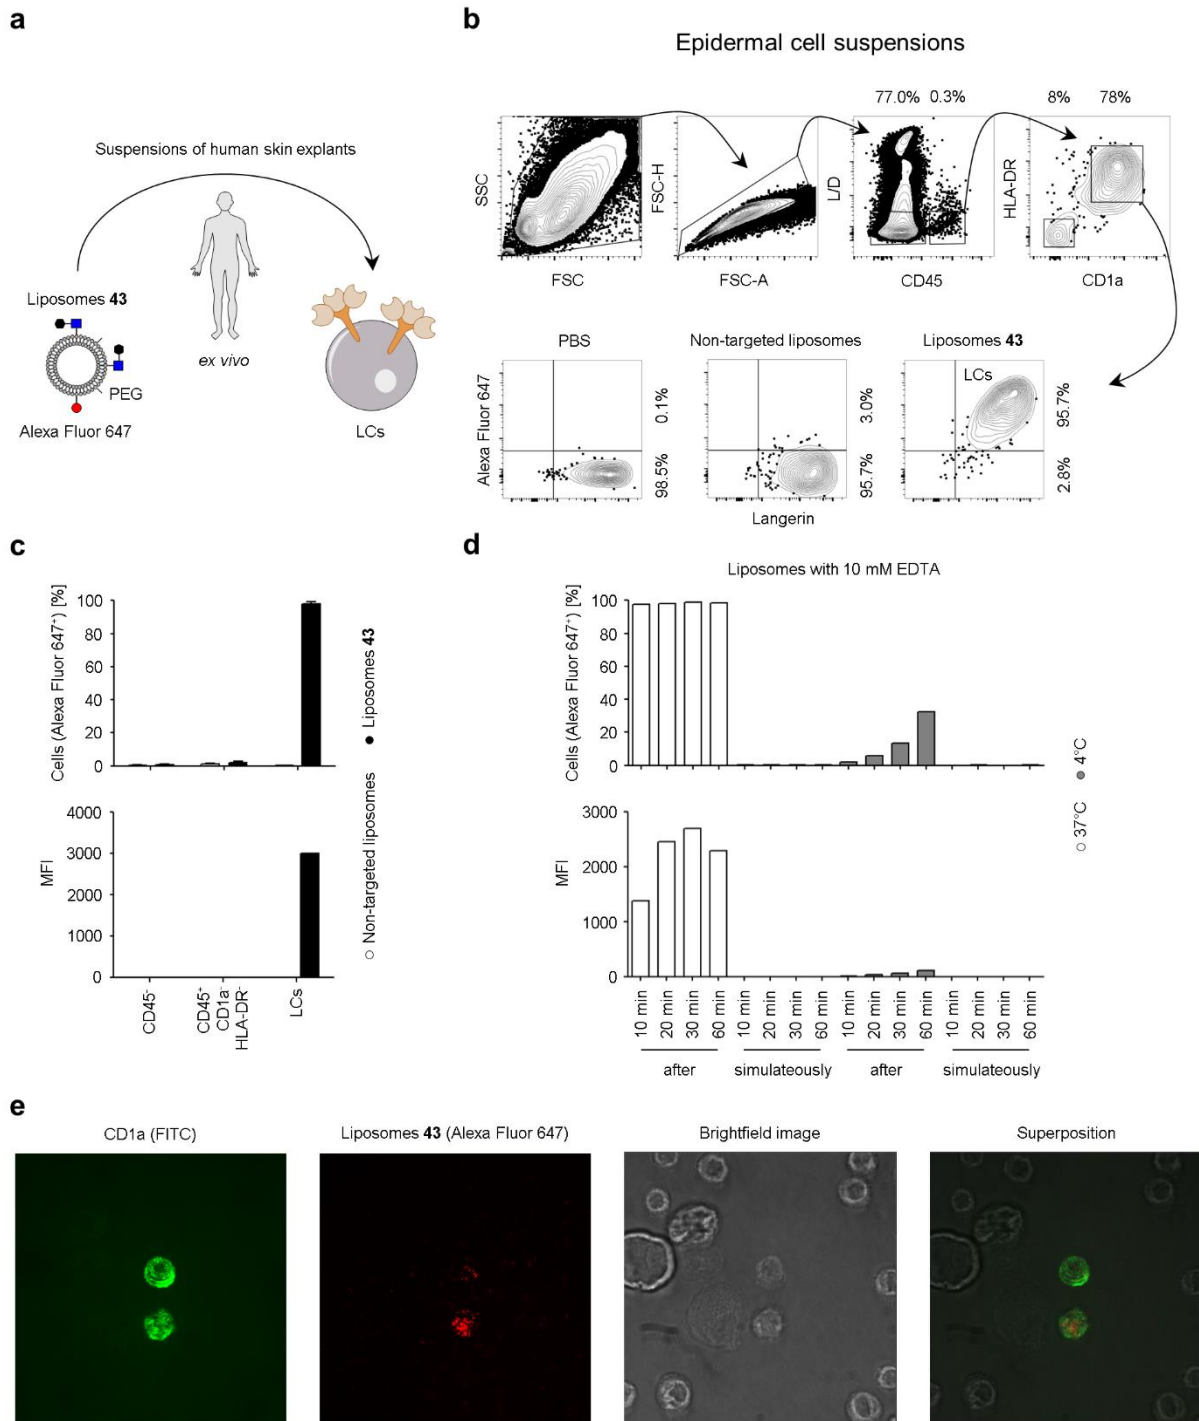 a
Suspensions of human skin explants
Liposomes 43
PEG
Alexa Fluor 647
ex vivo
LCs
b
Epidermal cell suspensions
77.0% 0.3%
8% 78%
SSC
FSC
FSC-H
FSC-A
L/D
CD45
HLA-DR
CD1a
PBS
Non-targeted liposomes
Liposomes 43
Alexa Fluor 647
0.1%
98.5%
3.0%
95.7%
LCs
95.7%
2.8%
Langerin
c
Cells (Alexa Fluor 647⁺) [%]
100
80
60
40
20
0
MFI
4000
3000
2000
1000
0
CD45⁻
CD45⁺
CD1a⁻
HLA-DR⁻
LCs
○ Non-targeted liposomes ● Liposomes 43
d
Liposomes with 10 mM EDTA
Cells (Alexa Fluor 647⁺) [%]
100
80
60
40
20
0
MFI
3000
2000
1000
0
10 min 20 min 30 min 60 min 10 min 20 min 30 min 60 min 10 min 20 min 30 min 60 min 10 min 20 min 30 min 60 min
after simulateously after simulateously
○ 37°C ● 4°C
e
CD1a (FITC)
Liposomes 43 (Alexa Fluor 647)
Brightfield image
Superposition